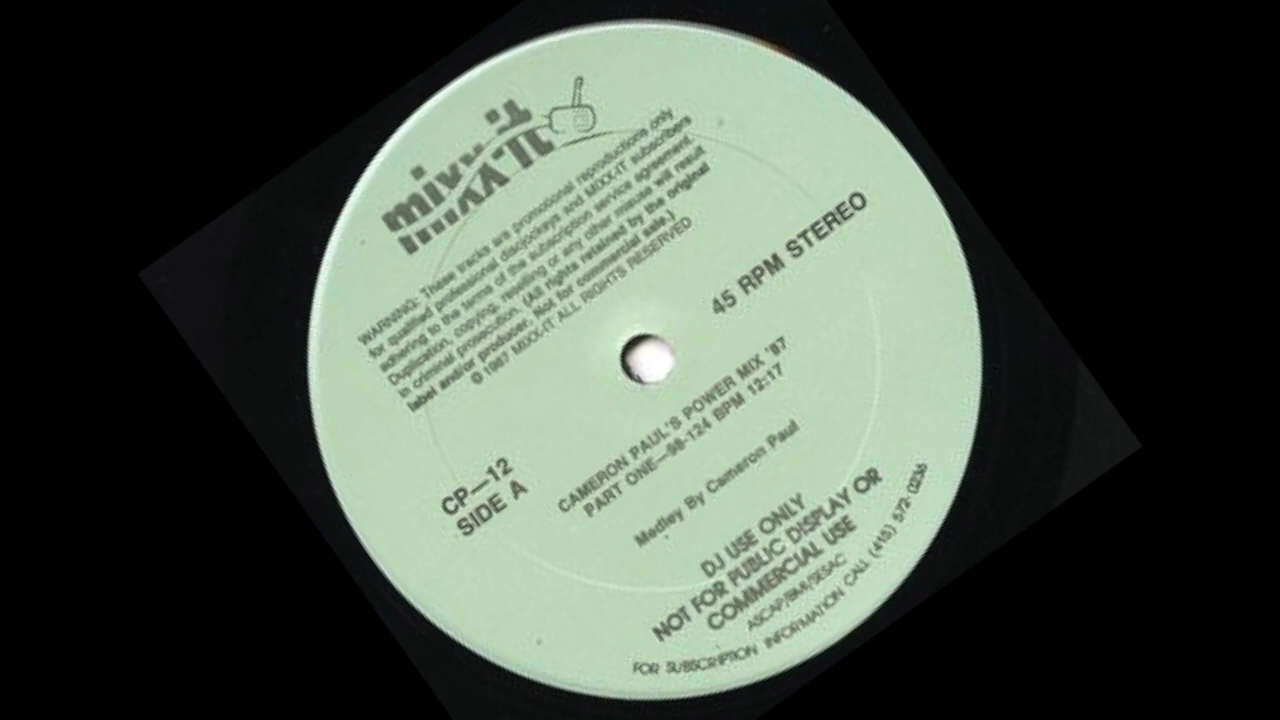 mixx-it
WARNING: These tracks are promotional reproductions only
for qualified professional disc jockeys and MIXX-IT subscribers
adhering to the terms of the subscription service agreement.
Duplication, copying, reselling or any other misuse will result
in criminal prosecution. (All rights retained by the original
label and/or producer. Not for commercial sale.)
© 1987 MIXX-IT ALL RIGHTS RESERVED
45 RPM STEREO
CP—12
SIDE A
CAMERON PAUL'S POWER MIX '87
PART ONE—98-124 BPM 12:17
Medley By Cameron Paul
DJ USE ONLY
NOT FOR PUBLIC DISPLAY OR
COMMERCIAL USE
ASCAP/BMI/SESAC
FOR SUBSCRIPTION INFORMATION CALL (415) 572-0236